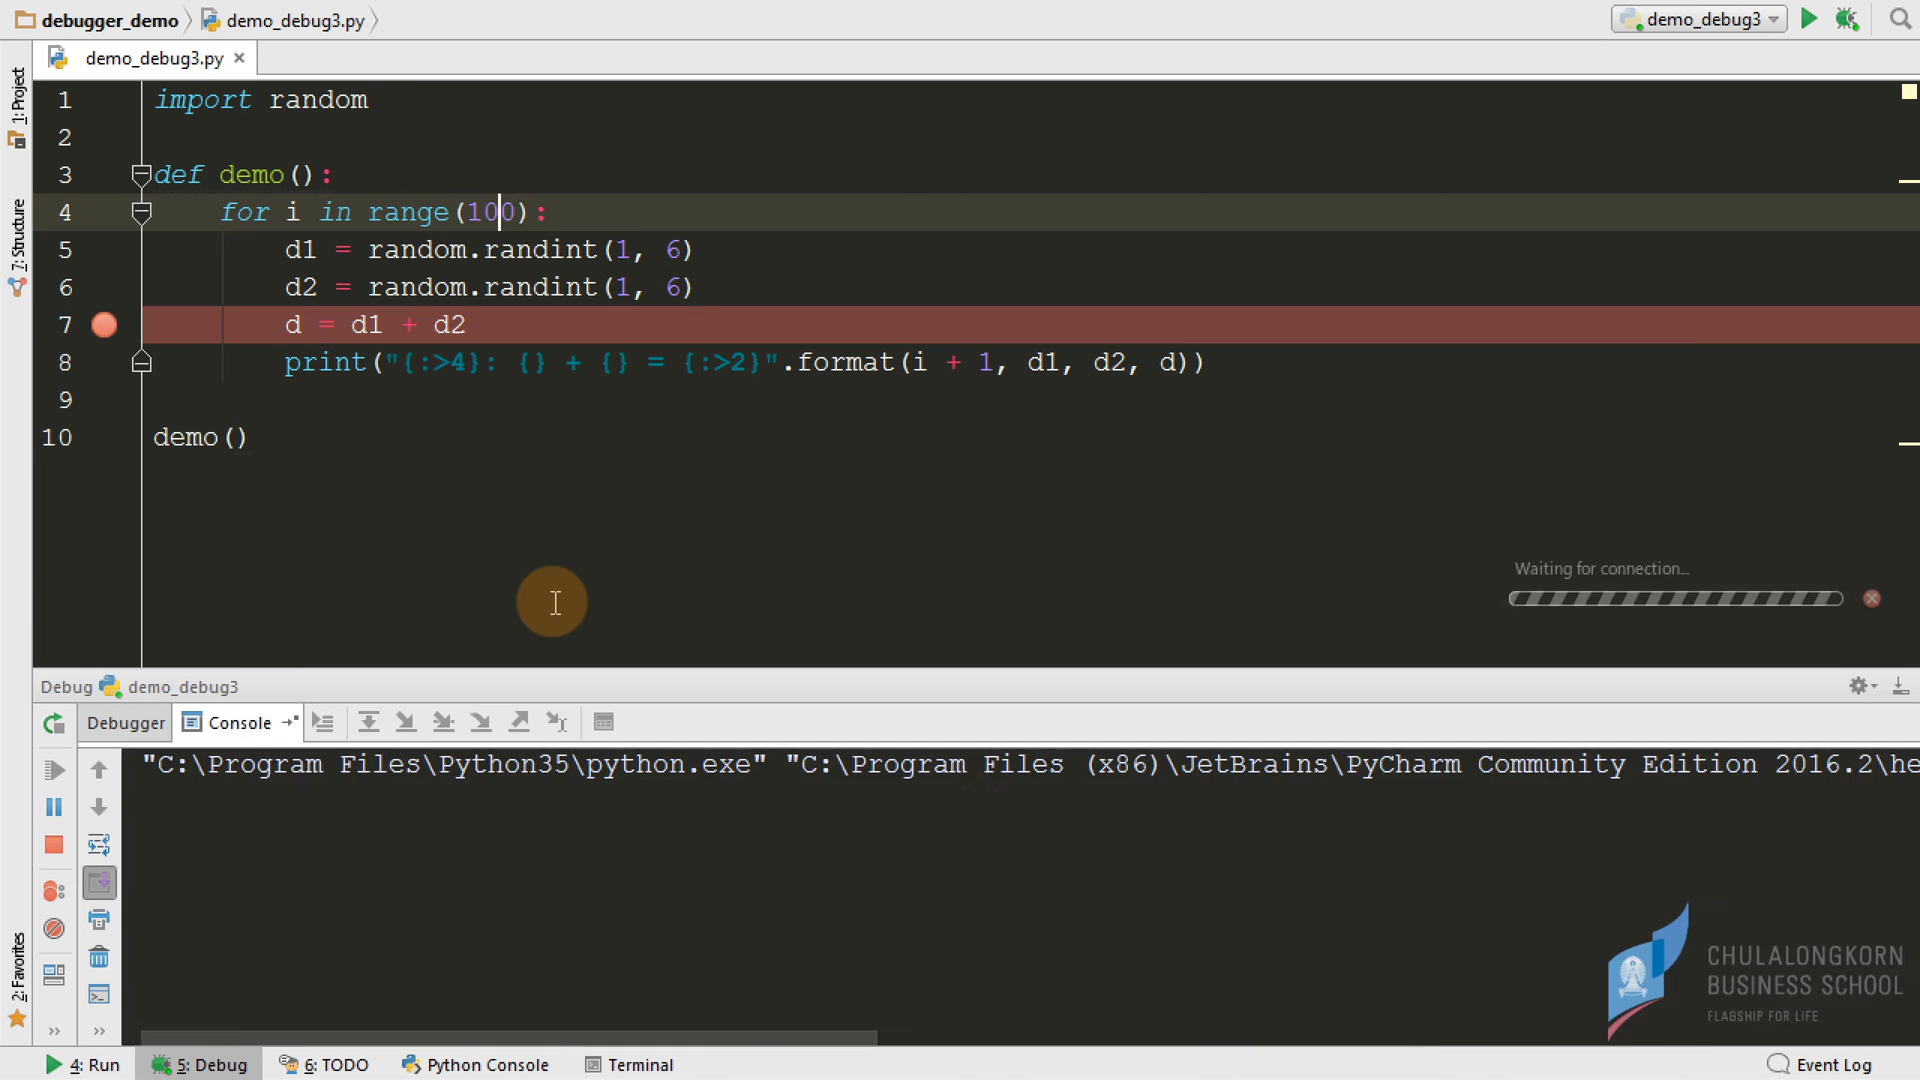 debugger_demo demo_debug3.py demo_debug3
demo_debug3.py
1: Project
7: Structure
2: Favorites
1 import random
2
3 def demo():
4 for i in range(100):
5 d1 = random.randint(1, 6)
6 d2 = random.randint(1, 6)
7 d = d1 + d2
8 print("{:>4}: {} + {} = {:>2}".format(i + 1, d1, d2, d))
9
10 demo()
Waiting for connection...
Debug demo_debug3
Debugger Console
"C:\Program Files\Python35\python.exe" "C:\Program Files (x86)\JetBrains\PyCharm Community Edition 2016.2\he
CHULALONGKORN
BUSINESS SCHOOL
FLAGSHIP FOR LIFE
4: Run 5: Debug 6: TODO Python Console Terminal Event Log